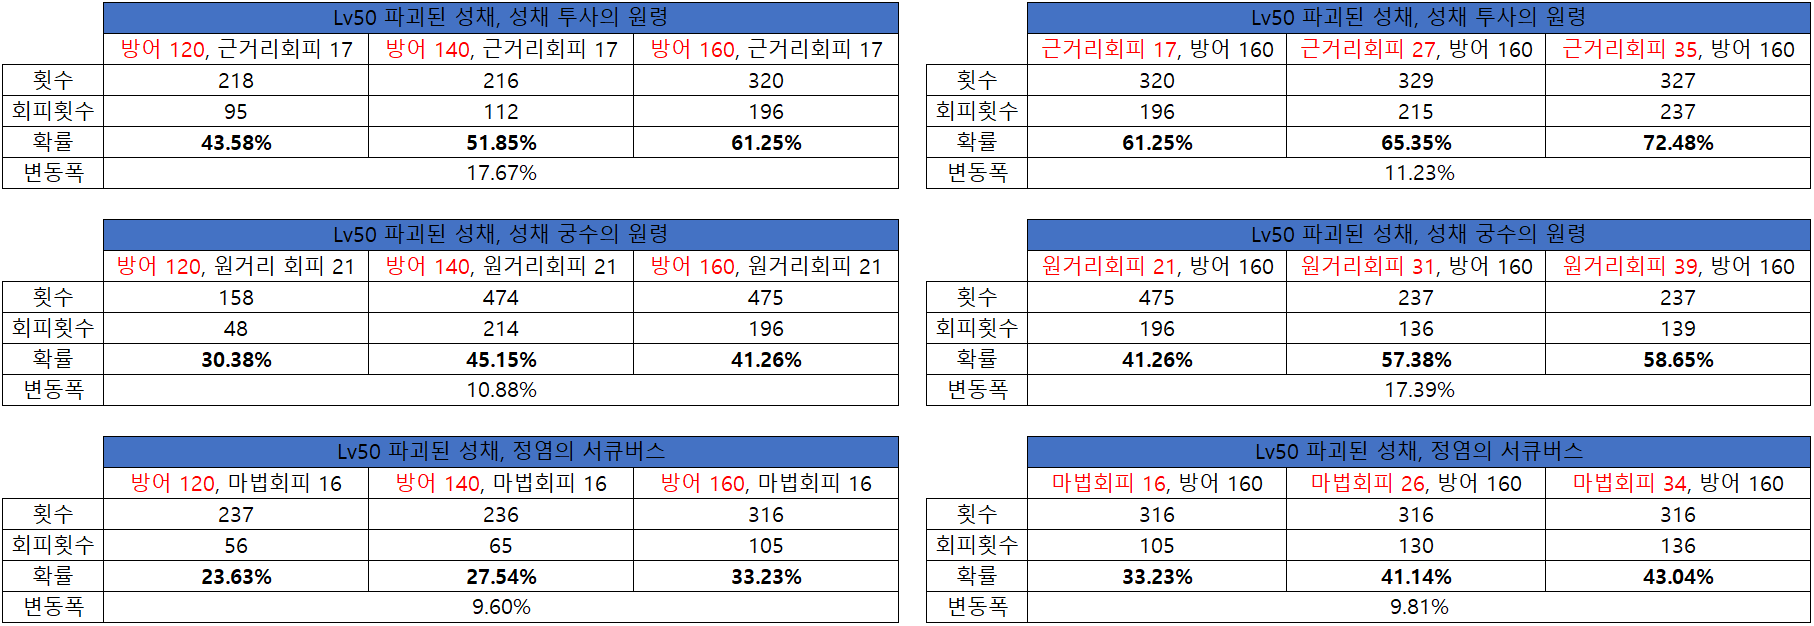 Lv50 파괴된 성채, 성채 투사의 원령
방어 120, 근거리회피 17 방어 140, 근거리회피 17 방어 160, 근거리회피 17
횟수 218 216 320
회피횟수 95 112 196
확률 43.58% 51.85% 61.25%
변동폭 17.67%
Lv50 파괴된 성채, 성채 투사의 원령
근거리회피 17, 방어 160 근거리회피 27, 방어 160 근거리회피 35, 방어 160
횟수 320 329 327
회피횟수 196 215 237
확률 61.25% 65.35% 72.48%
변동폭 11.23%
Lv50 파괴된 성채, 성채 궁수의 원령
방어 120, 원거리 회피 21 방어 140, 원거리회피 21 방어 160, 원거리회피 21
횟수 158 474 475
회피횟수 48 214 196
확률 30.38% 45.15% 41.26%
변동폭 10.88%
Lv50 파괴된 성채, 성채 궁수의 원령
원거리회피 21, 방어 160 원거리회피 31, 방어 160 원거리회피 39, 방어 160
횟수 475 237 237
회피횟수 196 136 139
확률 41.26% 57.38% 58.65%
변동폭 17.39%
Lv50 파괴된 성채, 정염의 서큐버스
방어 120, 마법회피 16 방어 140, 마법회피 16 방어 160, 마법회피 16
횟수 237 236 316
회피횟수 56 65 105
확률 23.63% 27.54% 33.23%
변동폭 9.60%
Lv50 파괴된 성채, 정염의 서큐버스
마법회피 16, 방어 160 마법회피 26, 방어 160 마법회피 34, 방어 160
횟수 316 316 316
회피횟수 105 130 136
확률 33.23% 41.14% 43.04%
변동폭 9.81%